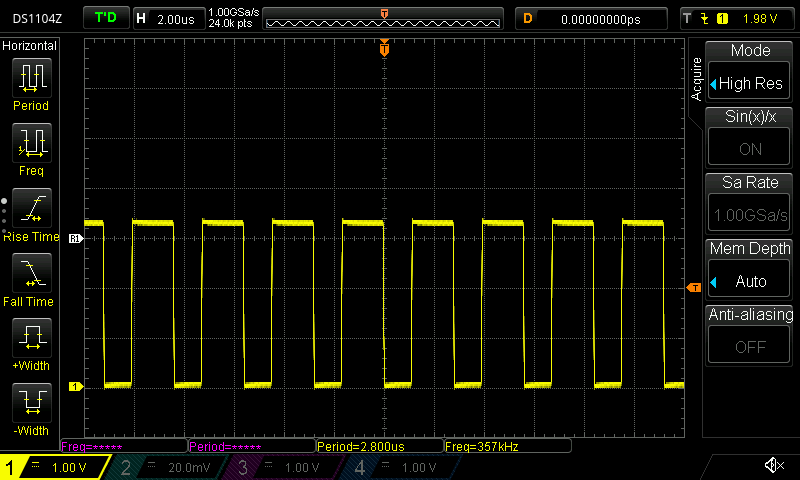 DS1104Z T'D H 2.00us 1.00GSa/s 24.0k pts T D 0.00000000ps T 1 1.98 V
Horizontal
Period
Freq
Rise Time
Fall Time
+Width
-Width
R1
1
T
Acquire
Mode
High Res
Sin(x)/x
ON
Sa Rate
1.00GSa/s
Mem Depth
Auto
Anti-aliasing
OFF
Freq=***** Period=***** Period=2.800us Freq=357kHz
1 1.00 V 2 20.0mV 3 1.00 V 4 1.00 V